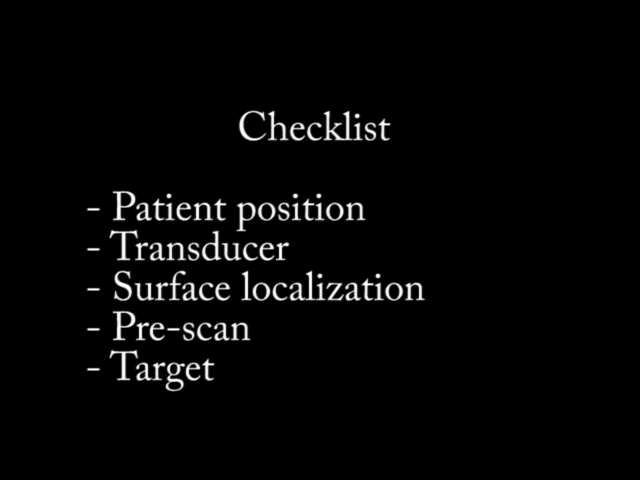 Checklist
- Patient position
- Transducer
- Surface localization
- Pre-scan
- Target